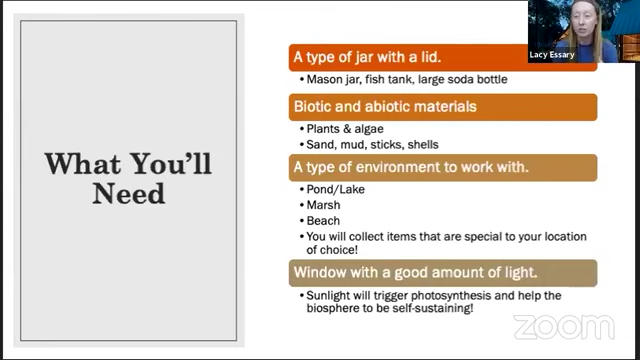 What You'll
Need
A type of jar with a lid.
• Mason jar, fish tank, large soda bottle
Biotic and abiotic materials
• Plants & algae
• Sand, mud, sticks, shells
A type of environment to work with.
• Pond/Lake
• Marsh
• Beach
• You will collect items that are special to your location
of choice!
Window with a good amount of light.
• Sunlight will trigger photosynthesis and help the
biosphere to be self-sustaining!
Lacy Essary
zoom